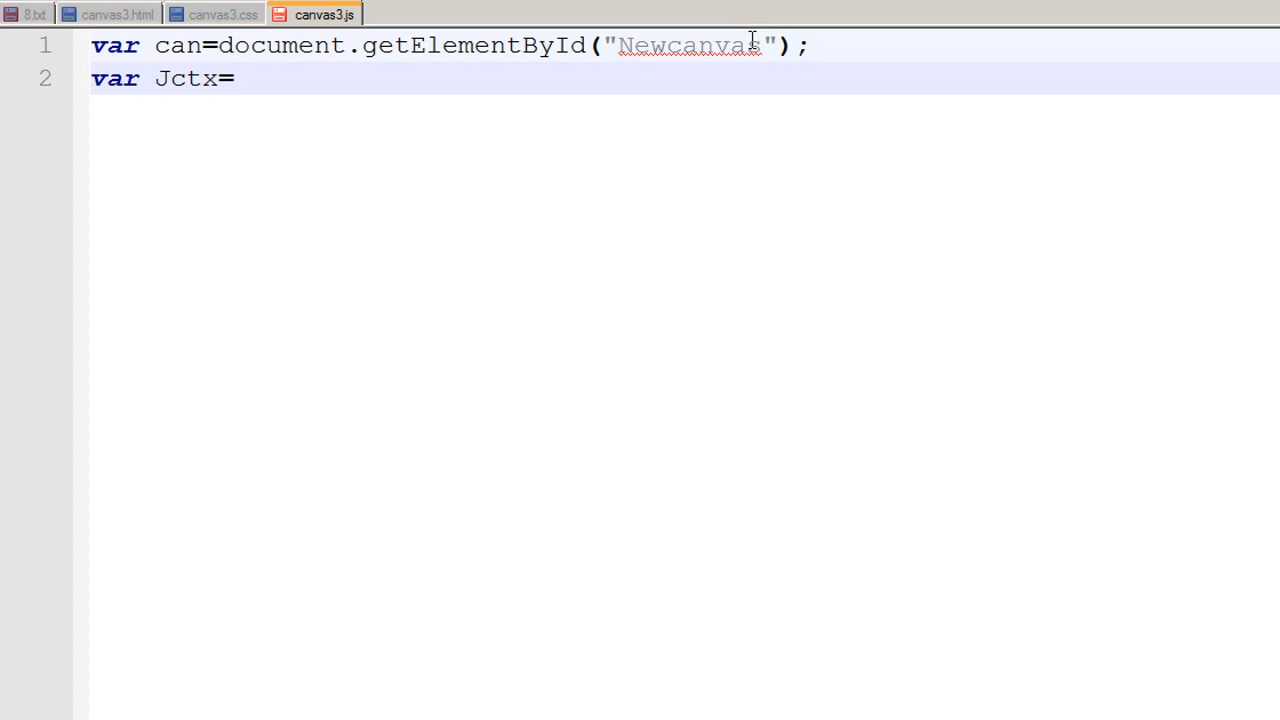 8.txt canvas3.html canvas3.css canvas3.js
1 var can=document.getElementById("Newcanvas");
2 var Jctx=